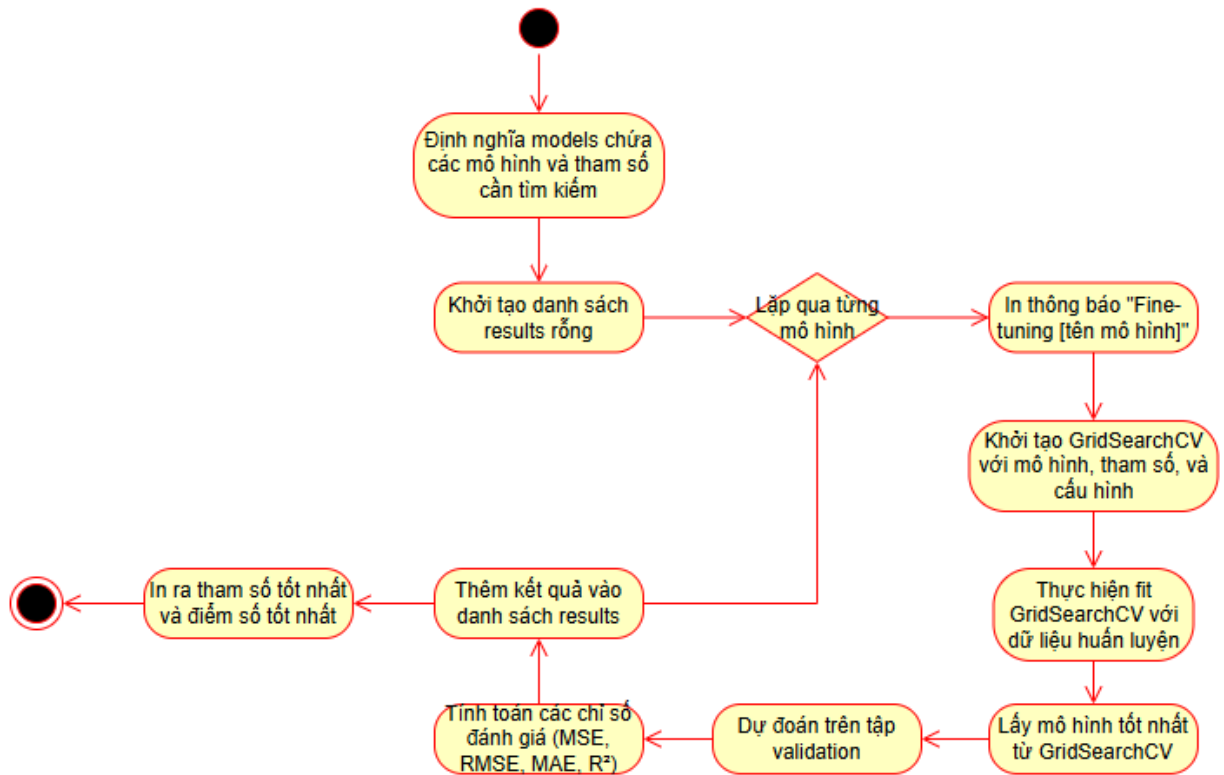 Định nghĩa models chứa
các mô hình và tham số
cần tìm kiếm
Khởi tạo danh sách
results rỗng
Lặp qua từng
mô hình
In thông báo "Fine-
tuning [tên mô hình]"
Khởi tạo GridSearchCV
với mô hình, tham số, và
cấu hình
Thực hiện fit
GridSearchCV với
dữ liệu huấn luyện
Lấy mô hình tốt nhất
từ GridSearchCV
Dự đoán trên tập
validation
Tính toán các chỉ số
đánh giá (MSE,
RMSE, MAE, R²)
Thêm kết quả vào
danh sách results
In ra tham số tốt nhất
và điểm số tốt nhất